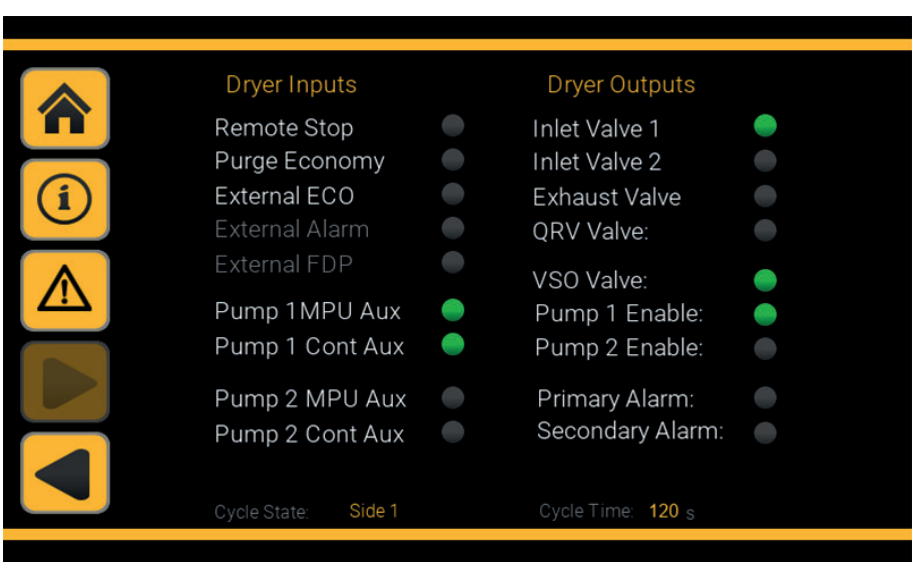 Dryer Inputs
Remote Stop
Purge Economy
External ECO
External Alarm
External FDP
Pump 1MPU Aux
Pump 1 Cont Aux
Pump 2 MPU Aux
Pump 2 Cont Aux
Dryer Outputs
Inlet Valve 1
Inlet Valve 2
Exhaust Valve
QRV Valve:
VSO Valve:
Pump 1 Enable:
Pump 2 Enable:
Primary Alarm:
Secondary Alarm:
Cycle State: Side 1
Cycle Time: 120 s